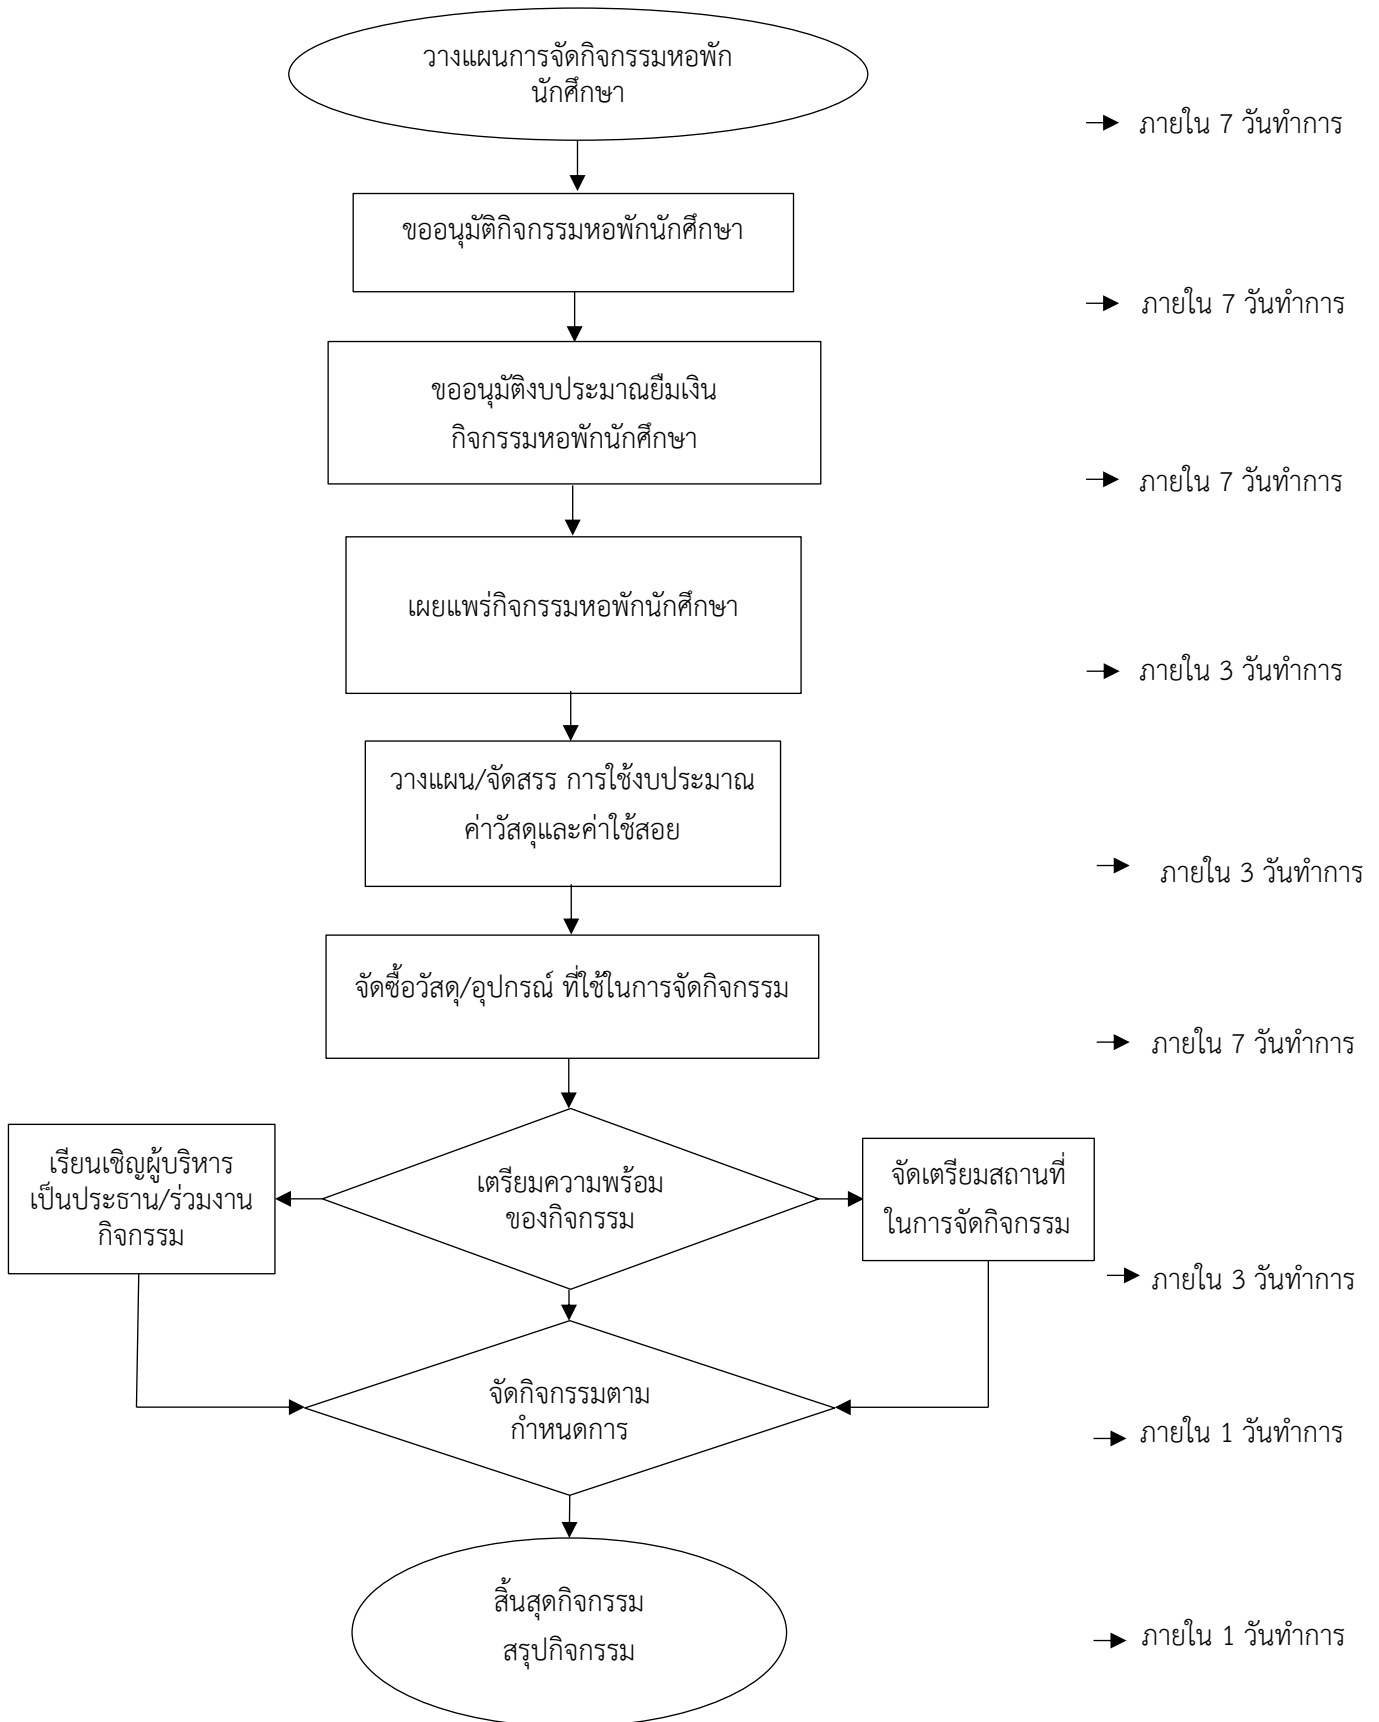 วางแผนการจัดกิจกรรมหอพัก
นักศึกษา
ภายใน 7 วันทำการ
ขออนุมัติกิจกรรมหอพักนักศึกษา
ภายใน 7 วันทำการ
ขออนุมัติงบประมาณยืมเงิน
กิจกรรมหอพักนักศึกษา
ภายใน 7 วันทำการ
เผยแพร่กิจกรรมหอพักนักศึกษา
ภายใน 3 วันทำการ
วางแผน/จัดสรร การใช้งบประมาณ
ค่าวัสดุและค่าใช้สอย
ภายใน 3 วันทำการ
จัดซื้อวัสดุ/อุปกรณ์ ที่ใช้ในการจัดกิจกรรม
ภายใน 7 วันทำการ
เรียนเชิญผู้บริหาร
เป็นประธาน/ร่วมงาน
กิจกรรม
เตรียมความพร้อม
ของกิจกรรม
จัดเตรียมสถานที่
ในการจัดกิจกรรม
ภายใน 3 วันทำการ
จัดกิจกรรมตาม
กำหนดการ
ภายใน 1 วันทำการ
สิ้นสุดกิจกรรม
สรุปกิจกรรม
ภายใน 1 วันทำการ